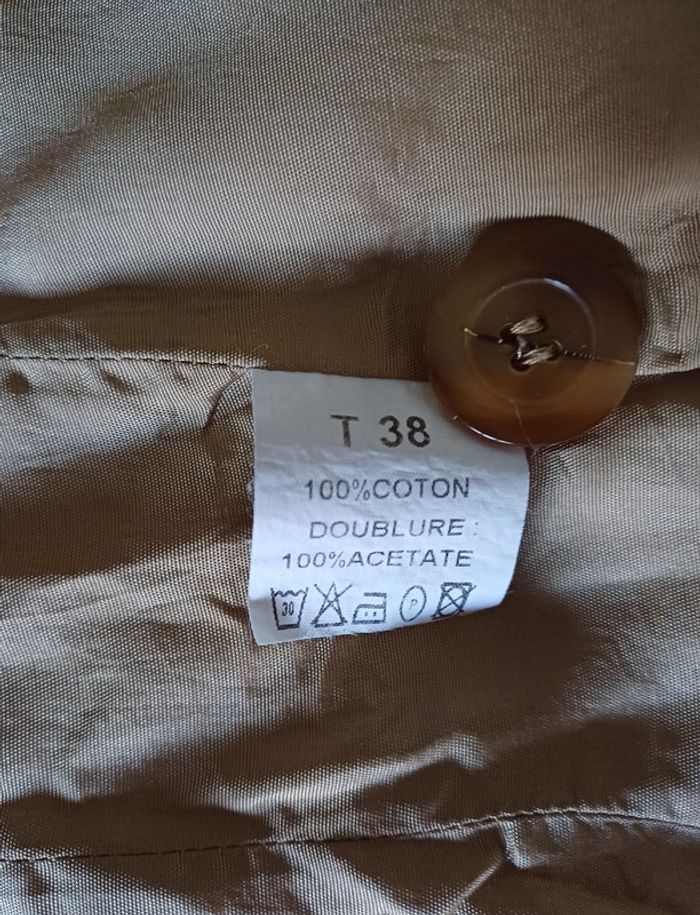 T 38
100%COTON
DOUBLURE :
100%ACETATE
30 P